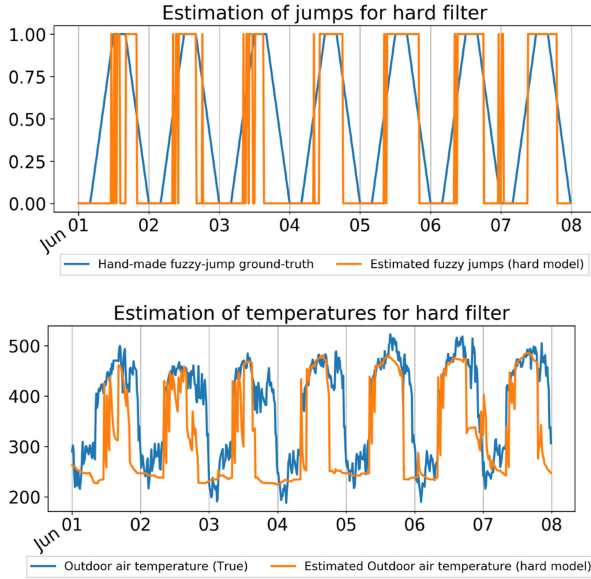 Estimation of jumps for hard filter
1.00
0.75
0.50
0.25
0.00
01 02 03 04 05 06 07 08
Jun
Hand-made fuzzy-jump ground-truth Estimated fuzzy jumps (hard model)
Estimation of temperatures for hard filter
500
400
300
200
01 02 03 04 05 06 07 08
Jun
Outdoor air temperature (True) Estimated Outdoor air temperature (hard model)